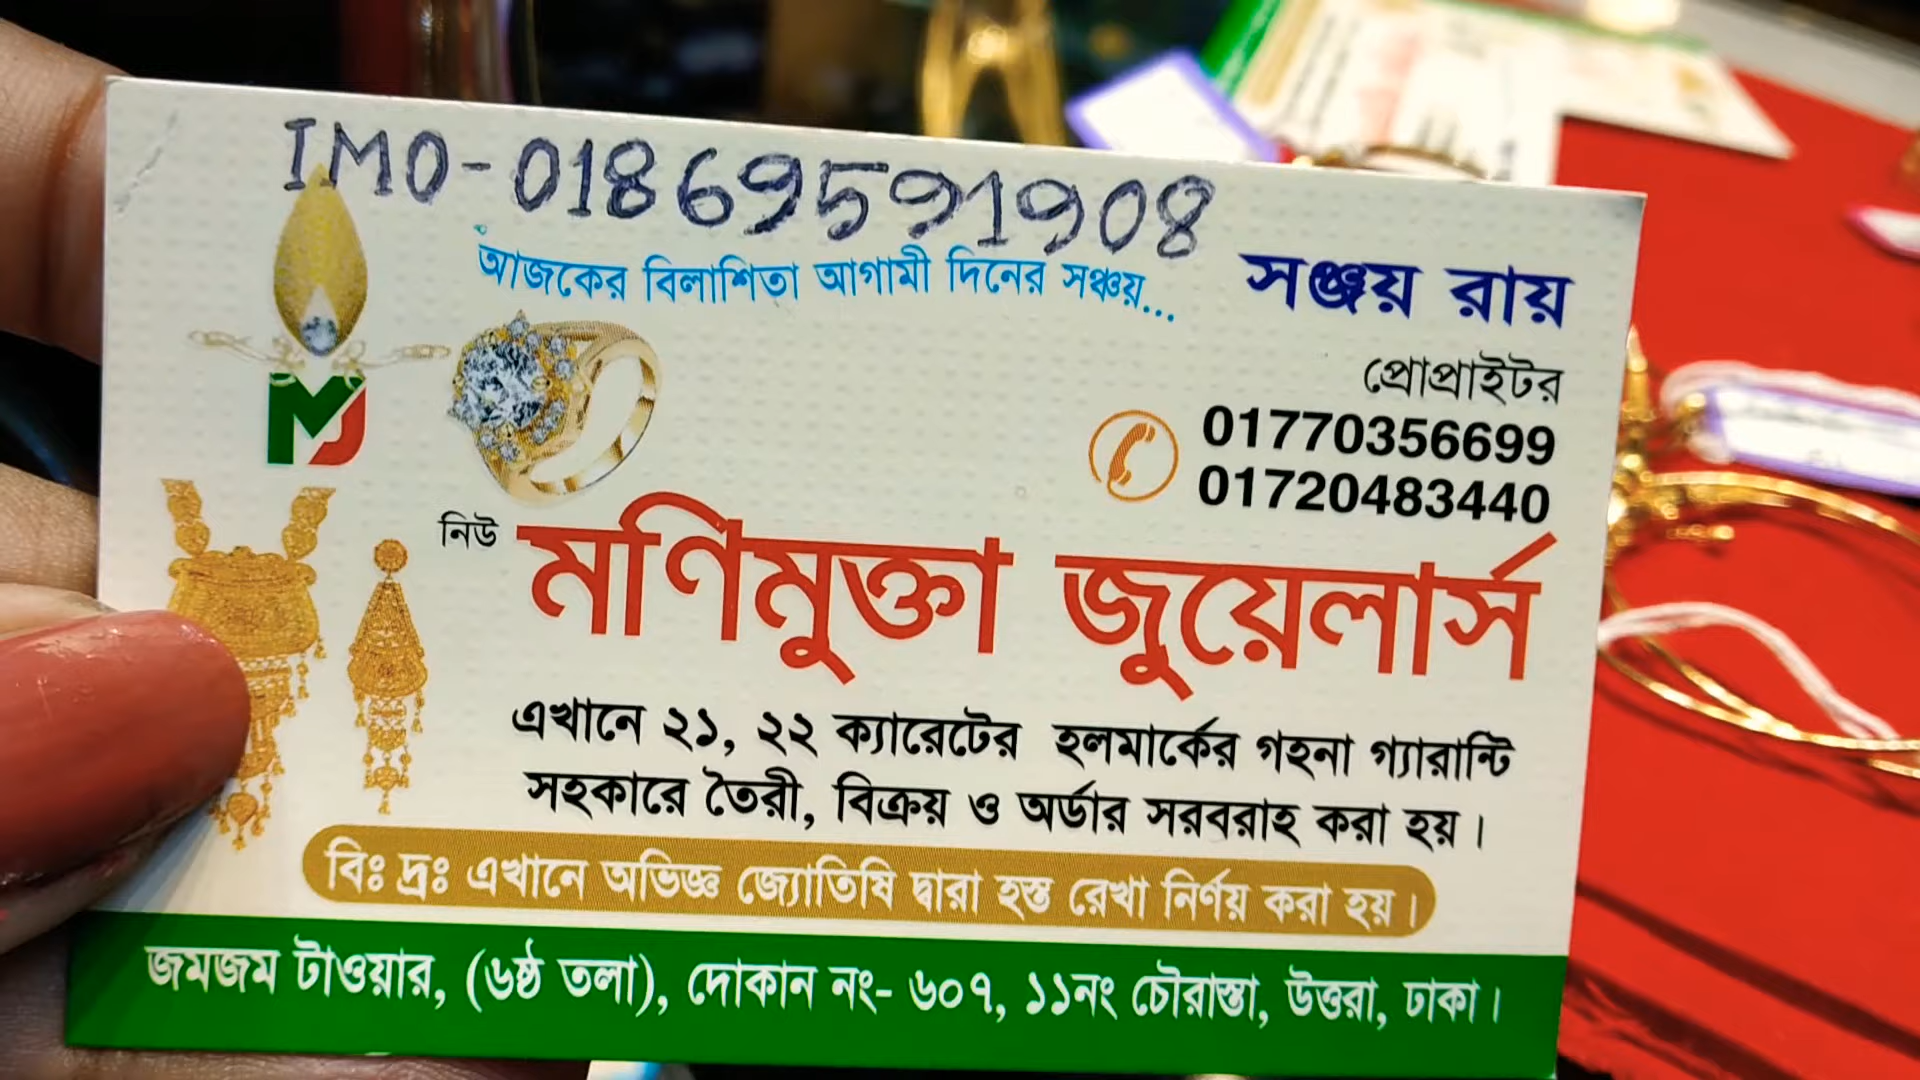 IMO-01869591908
আজকের বিলাশিতা আগামী দিনের সঞ্চয়...
সঞ্জয় রায়
প্রোপ্রাইটর
01770356699
01720483440
MJ
নিউ মণিমুক্তা জুয়েলার্স
এখানে ২১, ২২ ক্যারেটের হলমার্কের গহনা গ্যারান্টি
সহকারে তৈরী, বিক্রয় ও অর্ডার সরবরাহ করা হয়।
বিঃ দ্রঃ এখানে অভিজ্ঞ জ্যোতিষি দ্বারা হস্ত রেখা নির্ণয় করা হয়।
জমজম টাওয়ার, (৬ষ্ঠ তলা), দোকান নং- ৬০৭, ১১নং চৌরাস্তা, উত্তরা, ঢাকা।